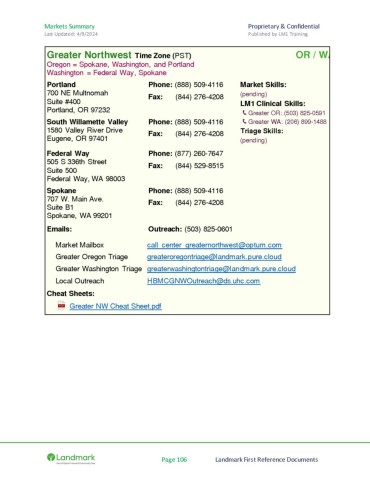 Markets Summary Proprietary & Confidential
Last Updated: 4/9/2024 Published by LM1 Training
Greater Northwest Time Zone (PST) OR / WA
Oregon = Spokane, Washington, and Portland
Washington = Federal Way, Spokane
Portland Phone: (888) 509-4116 Market Skills:
700 NE Multnomah Fax: (844) 276-4208 (pending)
Suite #400 LM1 Clinical Skills:
Portland, OR 97232 Greater OR: (503) 825-0591
South Willamette Valley Phone: (888) 509-4116 Greater WA: (206) 899-1488
1580 Valley River Drive Fax: (844) 276-4208 Triage Skills:
Eugene, OR 97401 (pending)
Federal Way Phone: (877) 260-7647
505 S 336th Street Fax: (844) 529-8515
Suite 500
Federal Way, WA 98003
Spokane Phone: (888) 509-4116
707 W. Main Ave. Fax: (844) 276-4208
Suite B1
Spokane, WA 99201
Emails: Outreach: (503) 825-0601
Market Mailbox call_center_greaternorthwest@optum.com
Greater Oregon Triage greateroregontriage@landmark.pure.cloud
Greater Washington Triage greaterwashingtontriage@landmark.pure.cloud
Local Outreach HBMCGNWOutreach@ds.uhc.com
Cheat Sheets:
Greater NW Cheat Sheet.pdf
Landmark Page 106 Landmark First Reference Documents